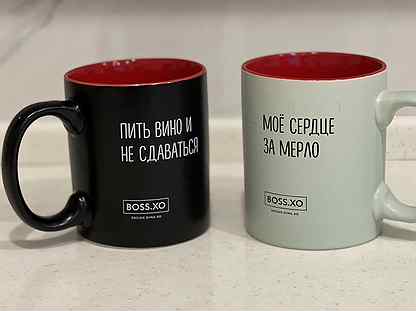 ПИТЬ ВИНО И
НЕ СДАВАТЬСЯ
BOSS.XO
МОЁ СЕРДЦЕ
ЗА МЕРЛО
BOSS.XO